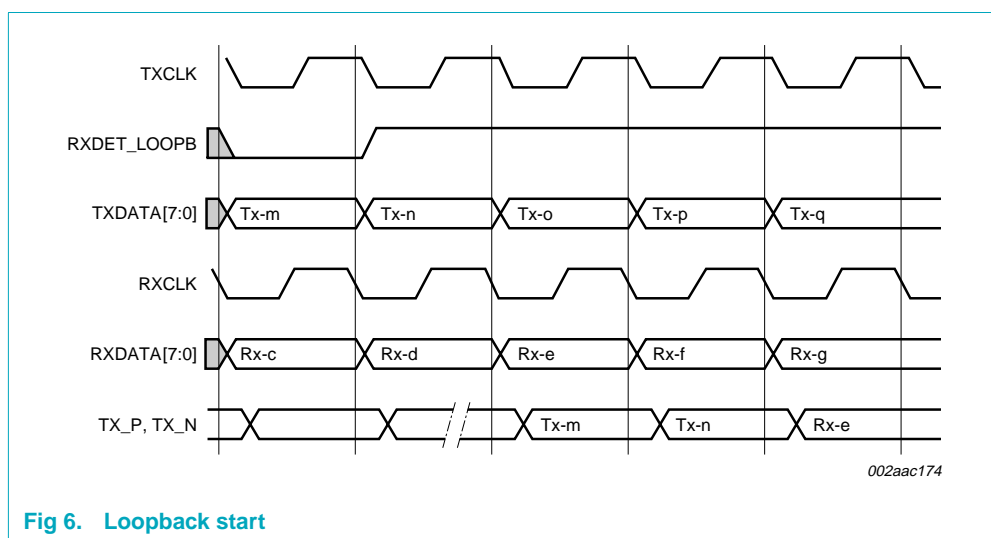 TXCLK
RXDET_LOOPB
TXDATA[7:0] Tx-m Tx-n Tx-o Tx-p Tx-q
RXCLK
RXDATA[7:0] Rx-c Rx-d Rx-e Rx-f Rx-g
TX_P, TX_N Tx-m Tx-n Rx-e
002aac174
Fig 6. Loopback start